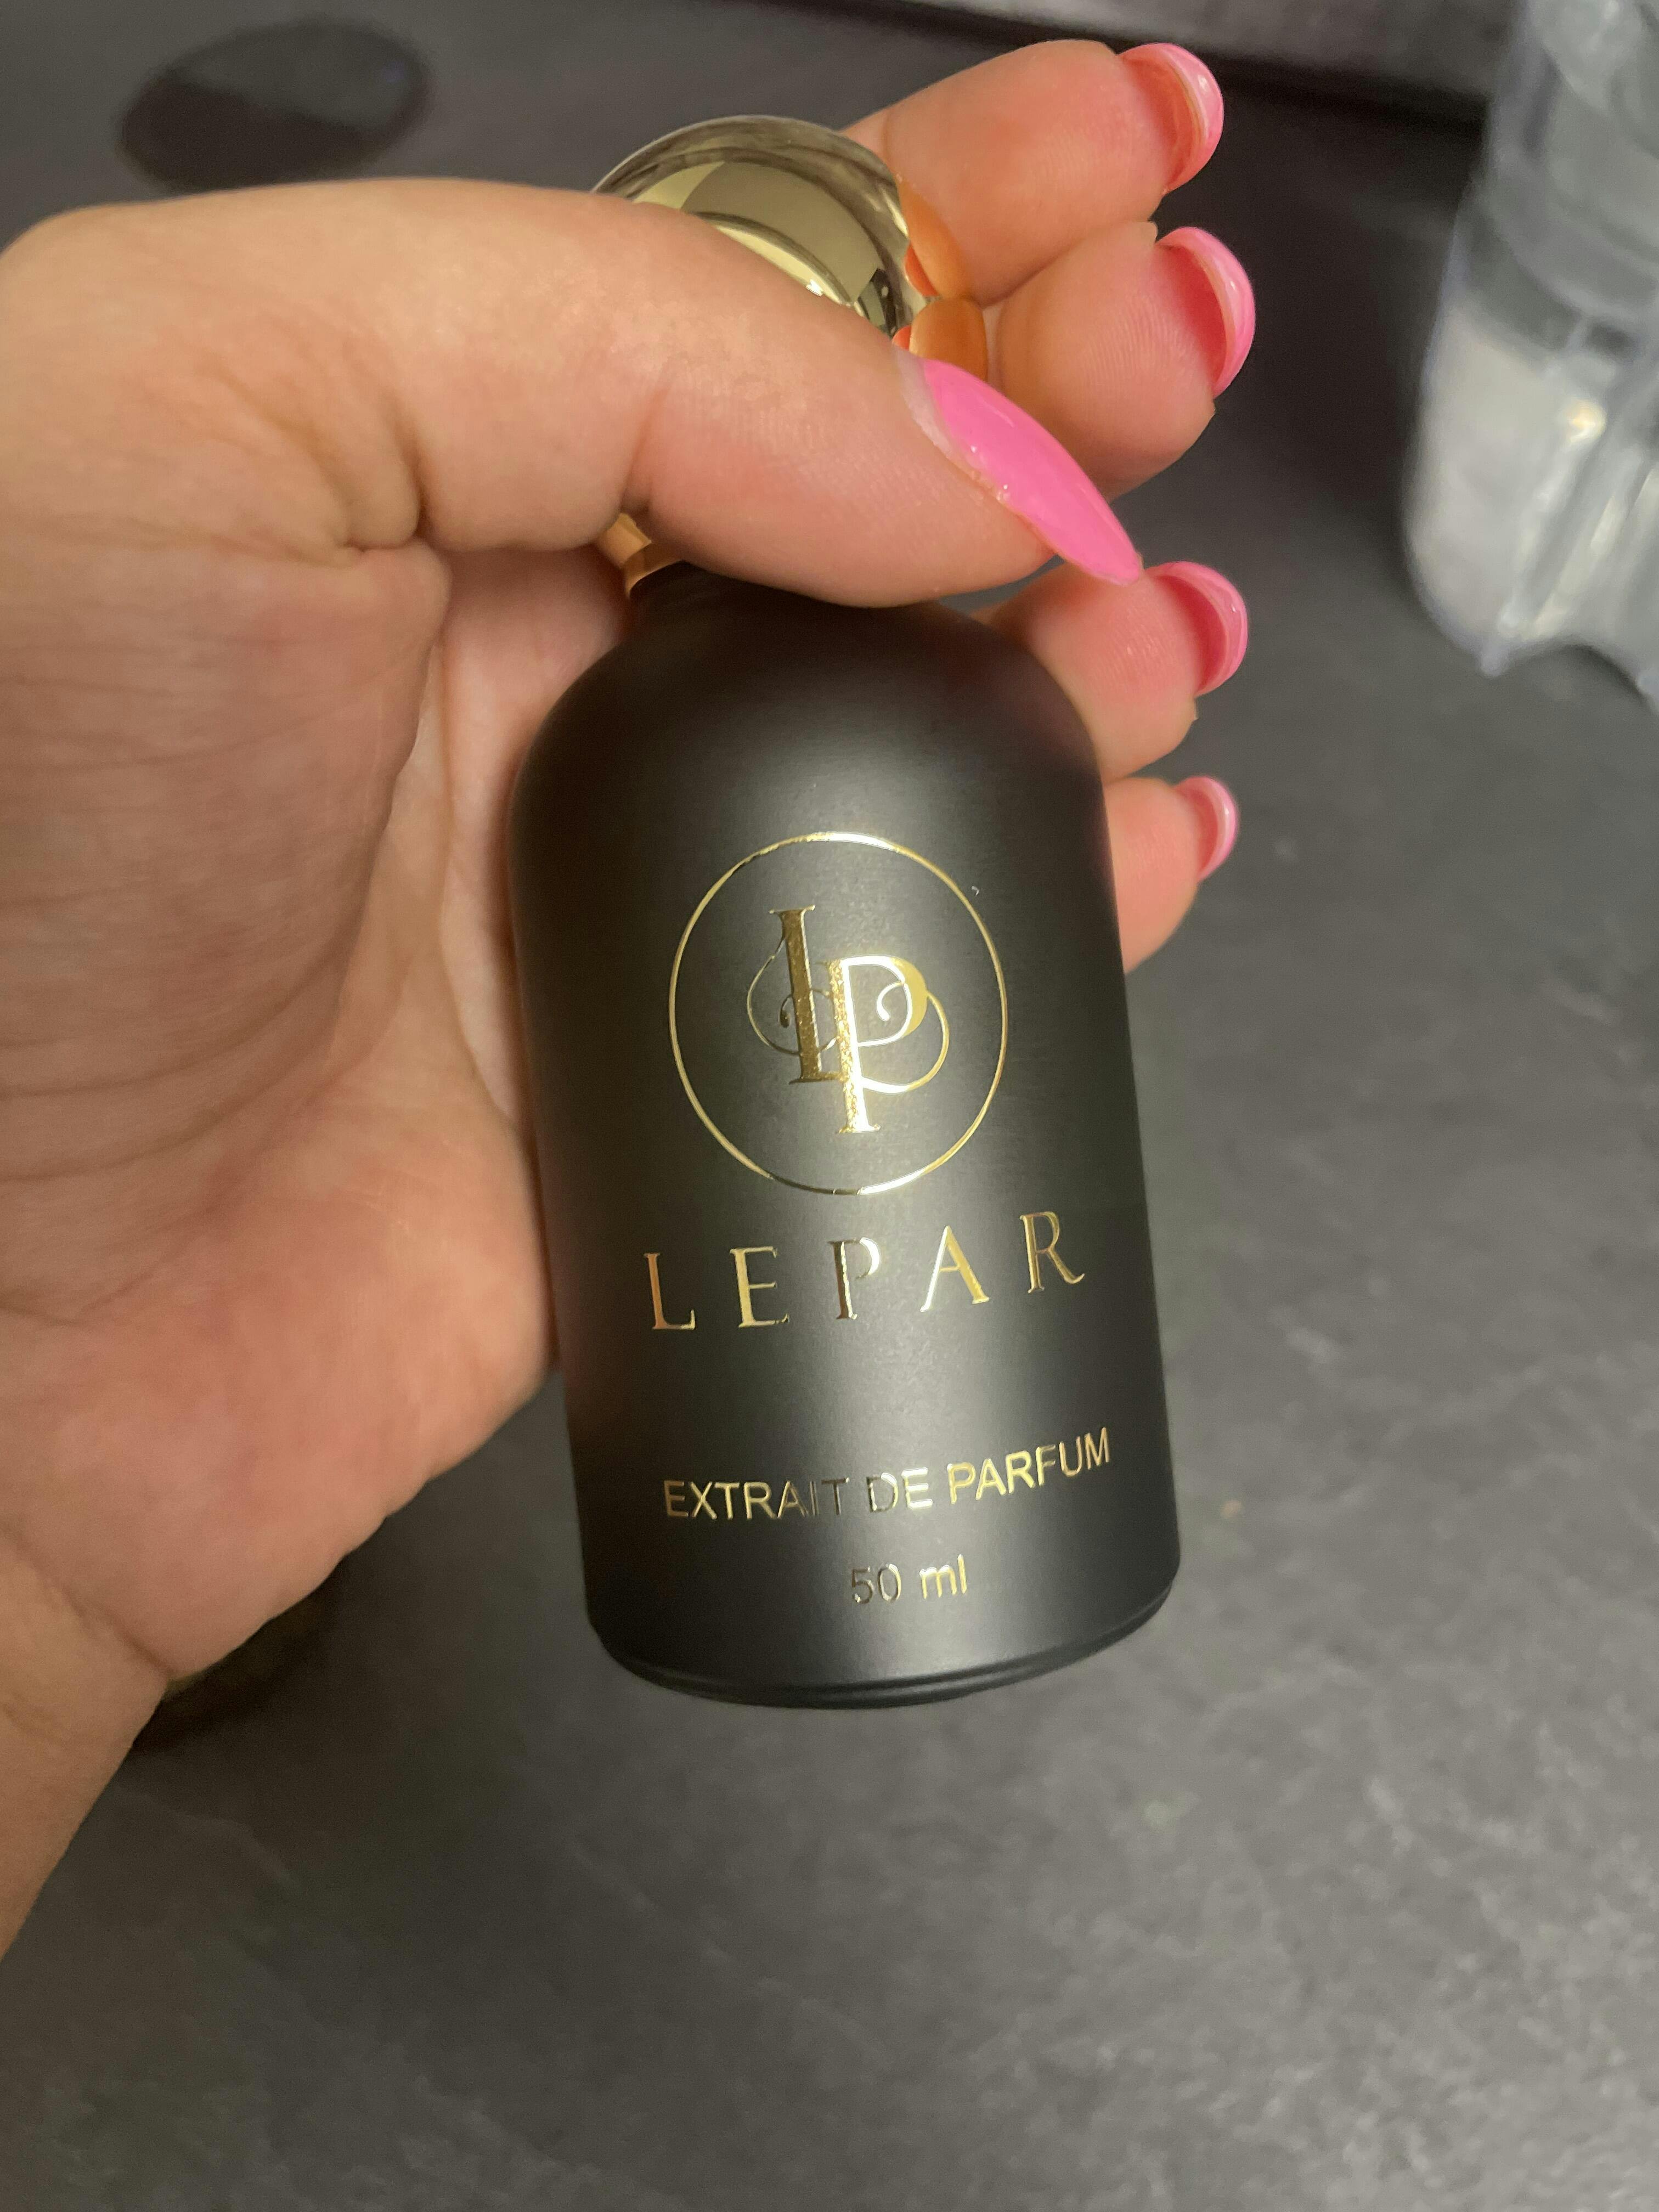 LP
LEPAR
EXTRAIT DE PARFUM
50 ml